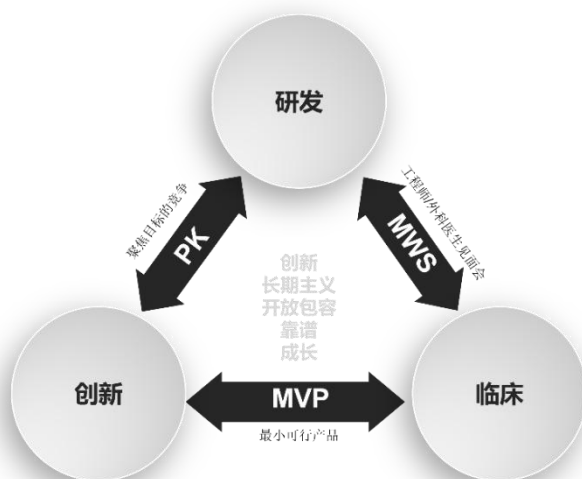 研发
聚焦目标的竞争
PK
工程师/外科医生见面会
MWS
创新
长期主义
开放包容
靠谱
成长
创新
MVP
最小可行产品
临床